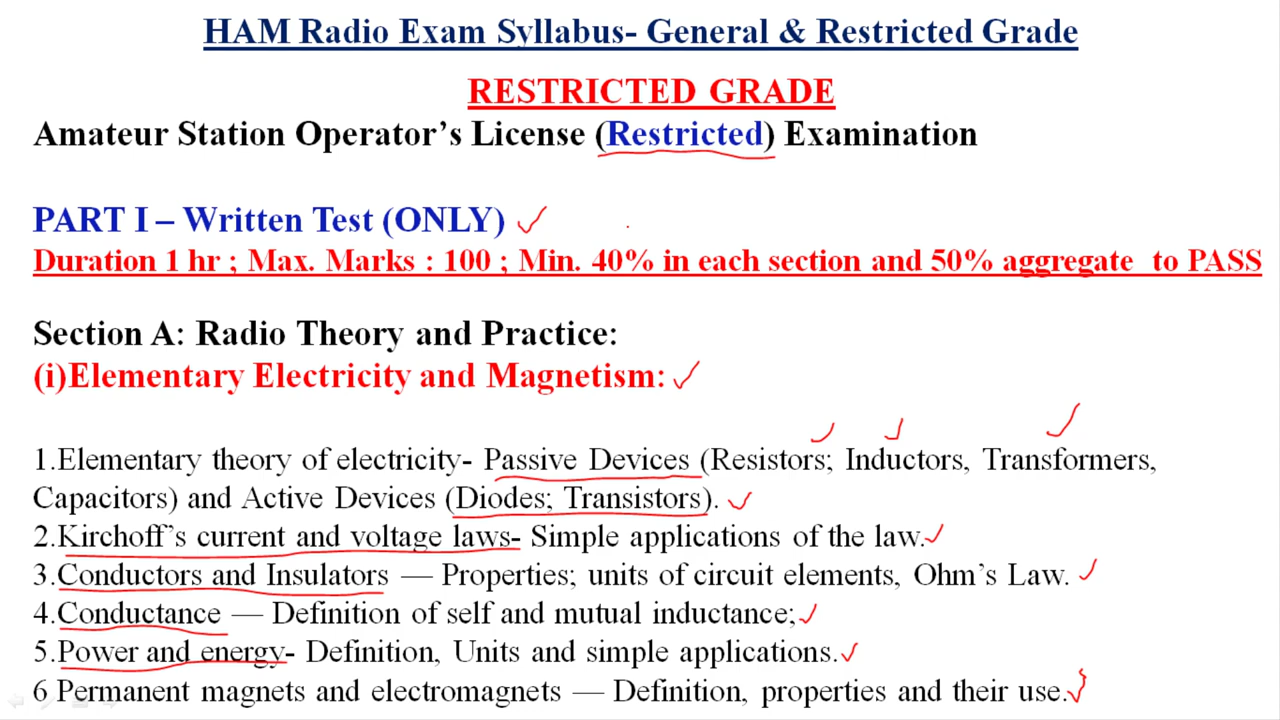 HAM Radio Exam Syllabus- General & Restricted Grade
RESTRICTED GRADE
Amateur Station Operator’s License (Restricted) Examination
PART I – Written Test (ONLY)
Duration 1 hr ; Max. Marks : 100 ; Min. 40% in each section and 50% aggregate to PASS
Section A: Radio Theory and Practice:
(i)Elementary Electricity and Magnetism:
1.Elementary theory of electricity- Passive Devices (Resistors; Inductors, Transformers,
Capacitors) and Active Devices (Diodes; Transistors).
2.Kirchoff’s current and voltage laws- Simple applications of the law.
3.Conductors and Insulators — Properties; units of circuit elements, Ohm’s Law.
4.Conductance — Definition of self and mutual inductance;
5.Power and energy- Definition, Units and simple applications.
6 Permanent magnets and electromagnets — Definition, properties and their use.